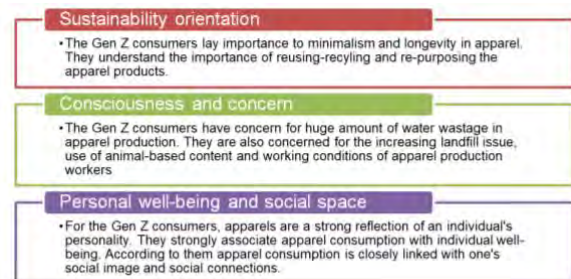 Sustainability orientation
•The Gen Z consumers lay importance to minimalism and longevity in apparel.
They understand the importance of reusing-recyling and re-purposing the
apparel products.
Consciousness and concern
•The Gen Z consumers have concern for huge amount of water wastage in
apparel production. They are also concerned for the increasing landfill issue,
use of animal-based content and working conditions of apparel production
workers
Personal well-being and social space
•For the Gen Z consumers, apparels are a strong reflection of an individual's
personality. They strongly associate apparel consumption with individual well-
being. According to them apparel consumption is closely linked with one's
social image and social connections.